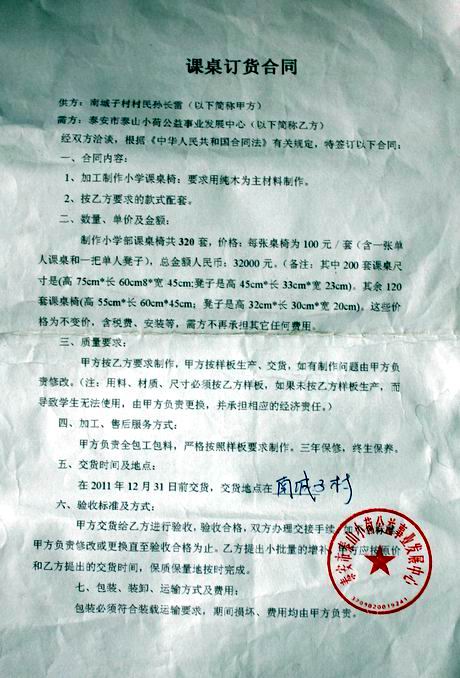 课桌订货合同
供方：南城子村村民孙长雷（以下简称甲方）
需方：泰安市泰山小荷公益事业发展中心（以下简称乙方）
经双方洽谈，根据《中华人民共和国合同法》有关规定，特签订以下合同：
一、合同内容：
1、加工制作小学课桌椅：要求用纯木为主材料制作。
2、按乙方要求的款式配套。
二、数量、单价及金额：
制作小学部课桌椅共 320 套，价格：每张桌椅为 100 元／套（含一张单
人课桌和一把单人凳子），总金额人民币：32000 元。（备注：其中 200 套课桌尺
寸是(高 75cm*长 60cm8*宽 45cm;凳子是高 45cm*长 33cm*宽 23cm)。其余 120
套课桌椅(高 55cm*长 60cm*45cm；凳子是高 32cm*长 30cm*宽 20cm)。这些价
格为不变价，含税费、安装等，需方不再承担其它任何费用。
三、质量要求：
甲方按乙方要求制作，甲方按样板生产、交货，如有制作问题由甲方负
责修改。（注：用料、材质、尺寸必须按乙方样板，如果未按乙方样板生产，而
导致学生无法使用，由甲方负责更换，并承担相应的经济责任。）
四、加工、售后服务方式：
甲方负责全包工包料，严格按照样板要求制作。三年保修，终生保养。
五、交货时间及地点：
在 2011 年 12 月 31 日前交货，交货地点在 南城子村
六、验收标准及方式：
甲方交货给乙方进行验收，验收合格，双方办理交接手续
甲方负责修改或更换直至验收合格为止。乙方提出小批量的增补，甲方应按原价
和乙方提出的交货时间，保质保量地按时完成。
七、包装、装卸、运输方式及费用：
包装必须符合装载运输要求，期间损坏、费用均由甲方负责。
泰安市泰山小荷公益事业发展中心
3709020019241